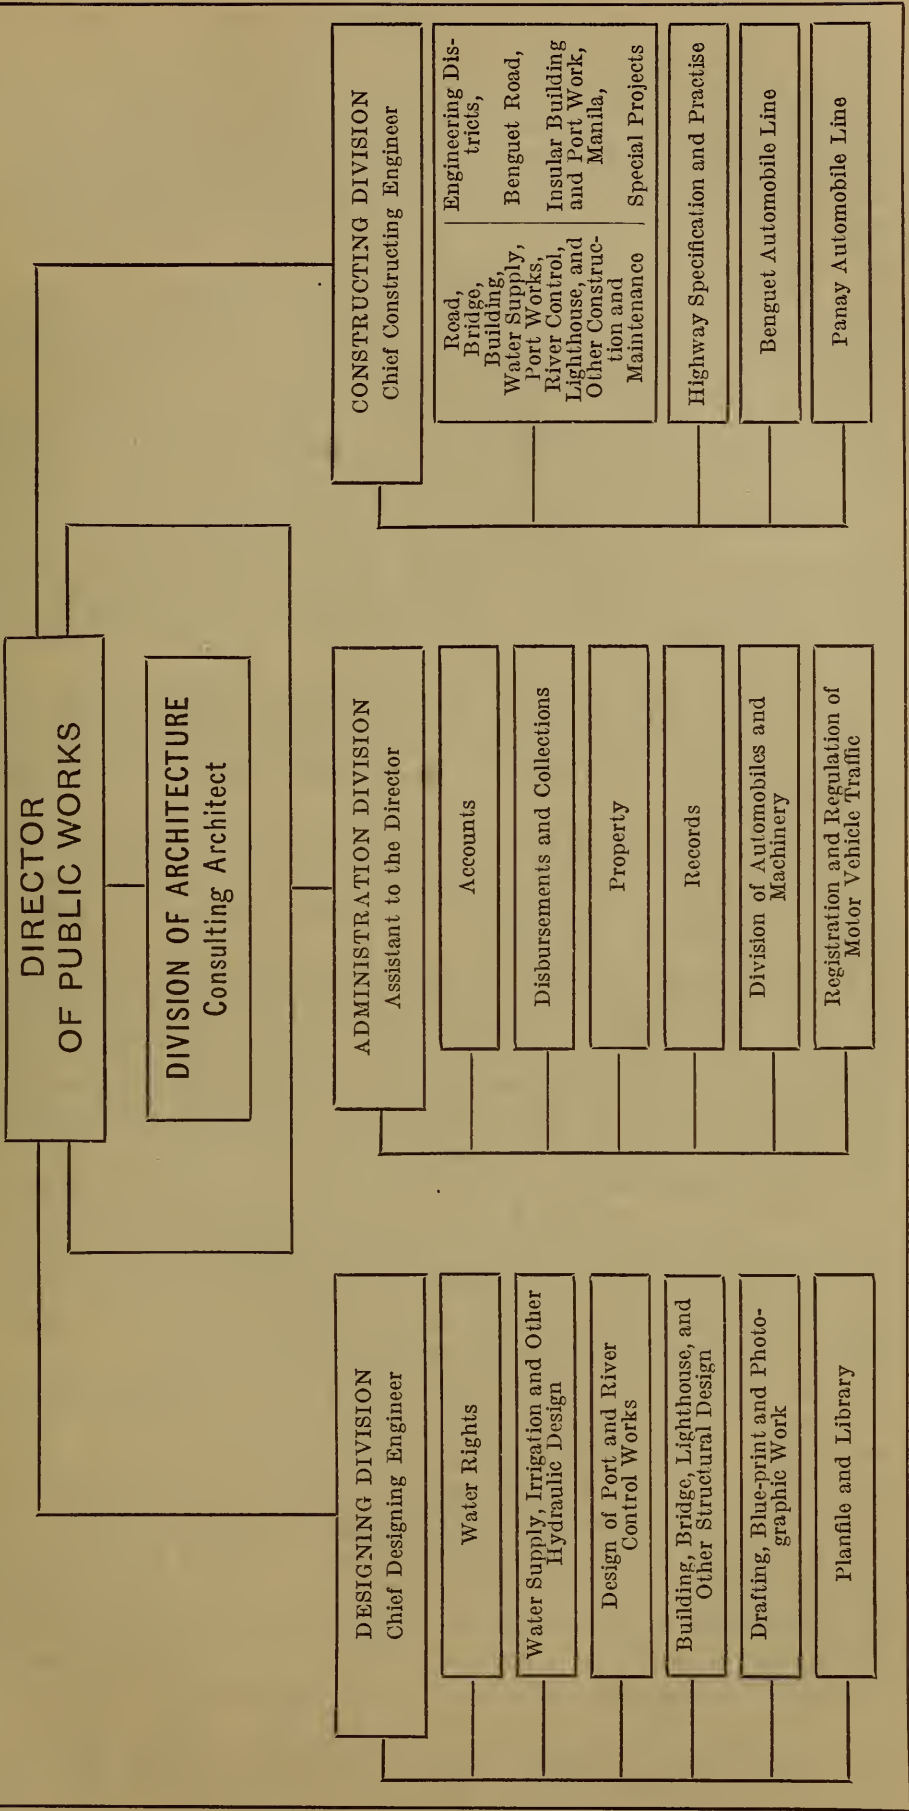 DIRECTOR
OF PUBLIC WORKS
DIVISION OF ARCHITECTURE
Consulting Architect
DESIGNING DIVISION
Chief Designing Engineer
Water Rights
Water Supply, Irrigation and Other
Hydraulic Design
Design of Port and River
Control Works
Building, Bridge, Lighthouse, and
Other Structural Design
Drafting, Blue-print and Photo-
graphic Work
Planfile and Library
ADMINISTRATION DIVISION
Assistant to the Director
Accounts
Disbursements and Collections
Property
Records
Division of Automobiles and
Machinery
Registration and Regulation of
Motor Vehicle Traffic
CONSTRUCTING DIVISION
Chief Constructing Engineer
Road,
Bridge,
Building,
Water Supply,
Port Works,
River Control,
Lighthouse, and
Other Construc-
tion and
Maintenance
Engineering Dis-
tricts,
Benguet Road,
Insular Building
and Port Work,
Manila,
Special Projects
Highway Specification and Practise
Benguet Automobile Line
Panay Automobile Line